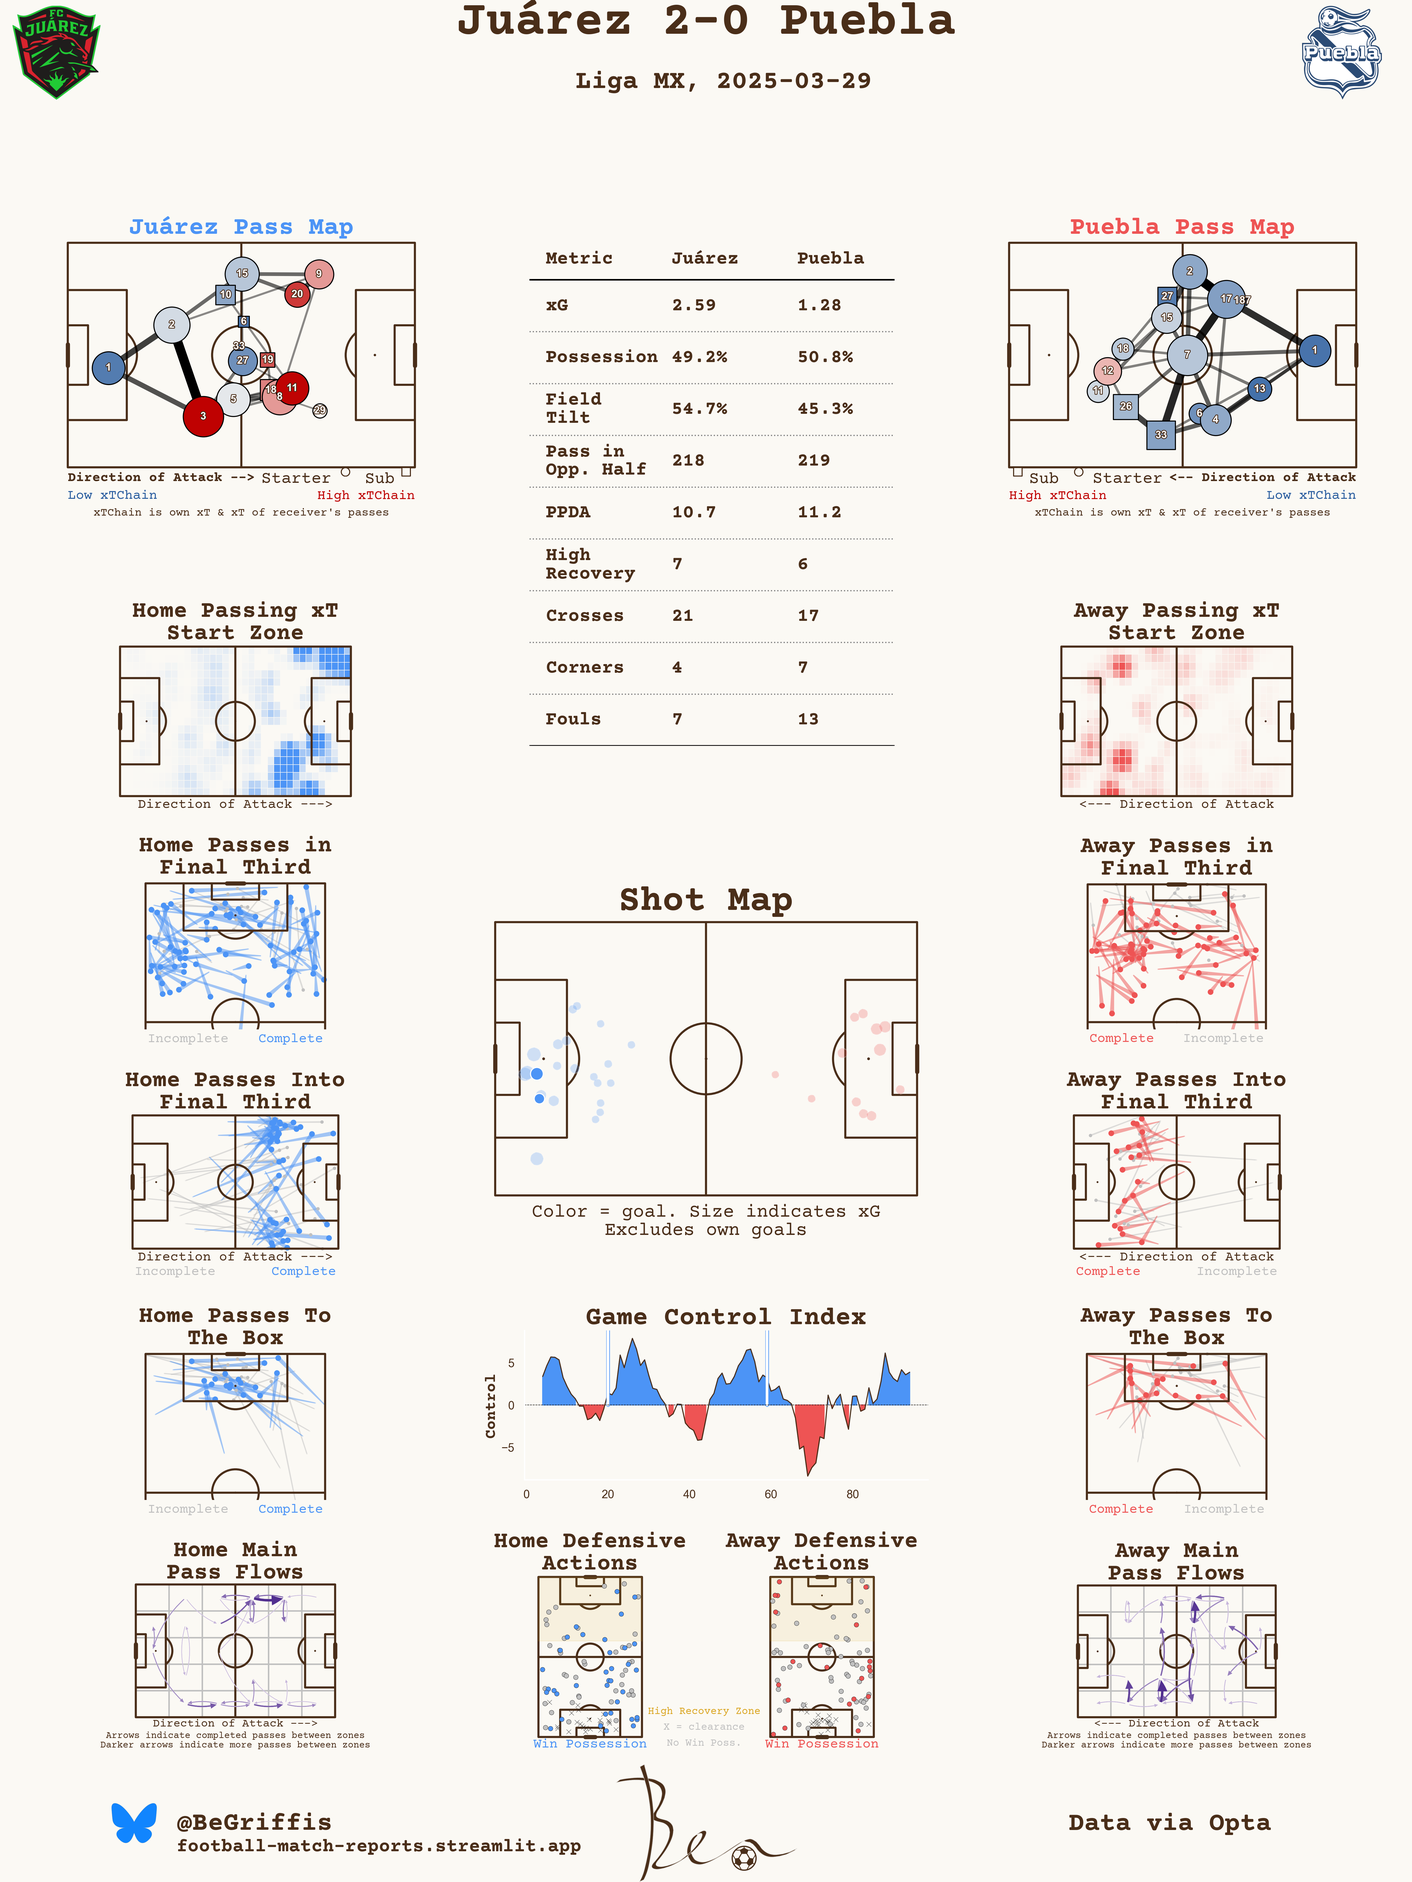 FC
JUÁREZ
Juárez 2-0 Puebla
Puebla
Liga MX, 2025-03-29
Juárez Pass Map
15
9
10
20
6
2
33
27
19
1
18
8
11
5
3
29
Direction of Attack --> Starter Sub
Low xTChain High xTChain
xTChain is own xT & xT of receiver's passes
Metric Juárez Puebla
xG 2.59 1.28
Possession 49.2% 50.8%
Field
Tilt 54.7% 45.3%
Pass in
Opp. Half 218 219
PPDA 10.7 11.2
High
Recovery 7 6
Crosses 21 17
Corners 4 7
Fouls 7 13
Puebla Pass Map
2
27
17
187
15
18
7
1
12
11
13
26
6
4
33
Sub Starter <-- Direction of Attack
High xTChain Low xTChain
xTChain is own xT & xT of receiver's passes
Home Passing xT
Start Zone
Direction of Attack --->
Away Passing xT
Start Zone
<--- Direction of Attack
Home Passes in
Final Third
Incomplete Complete
Away Passes in
Final Third
Complete Incomplete
Shot Map
Color = goal. Size indicates xG
Excludes own goals
Home Passes Into
Final Third
Direction of Attack --->
Incomplete Complete
Away Passes Into
Final Third
<--- Direction of Attack
Complete Incomplete
Home Passes To
The Box
Incomplete Complete
Game Control Index
Control
5
0
−5
0 20 40 60 80
Away Passes To
The Box
Complete Incomplete
Home Main
Pass Flows
Direction of Attack --->
Arrows indicate completed passes between zones
Darker arrows indicate more passes between zones
Home Defensive
Actions
Win Possession
High Recovery Zone
X = clearance
No Win Poss.
Away Defensive
Actions
Win Possession
Away Main
Pass Flows
<--- Direction of Attack
Arrows indicate completed passes between zones
Darker arrows indicate more passes between zones
@BeGriffis
football-match-reports.streamlit.app
Ben
Data via Opta